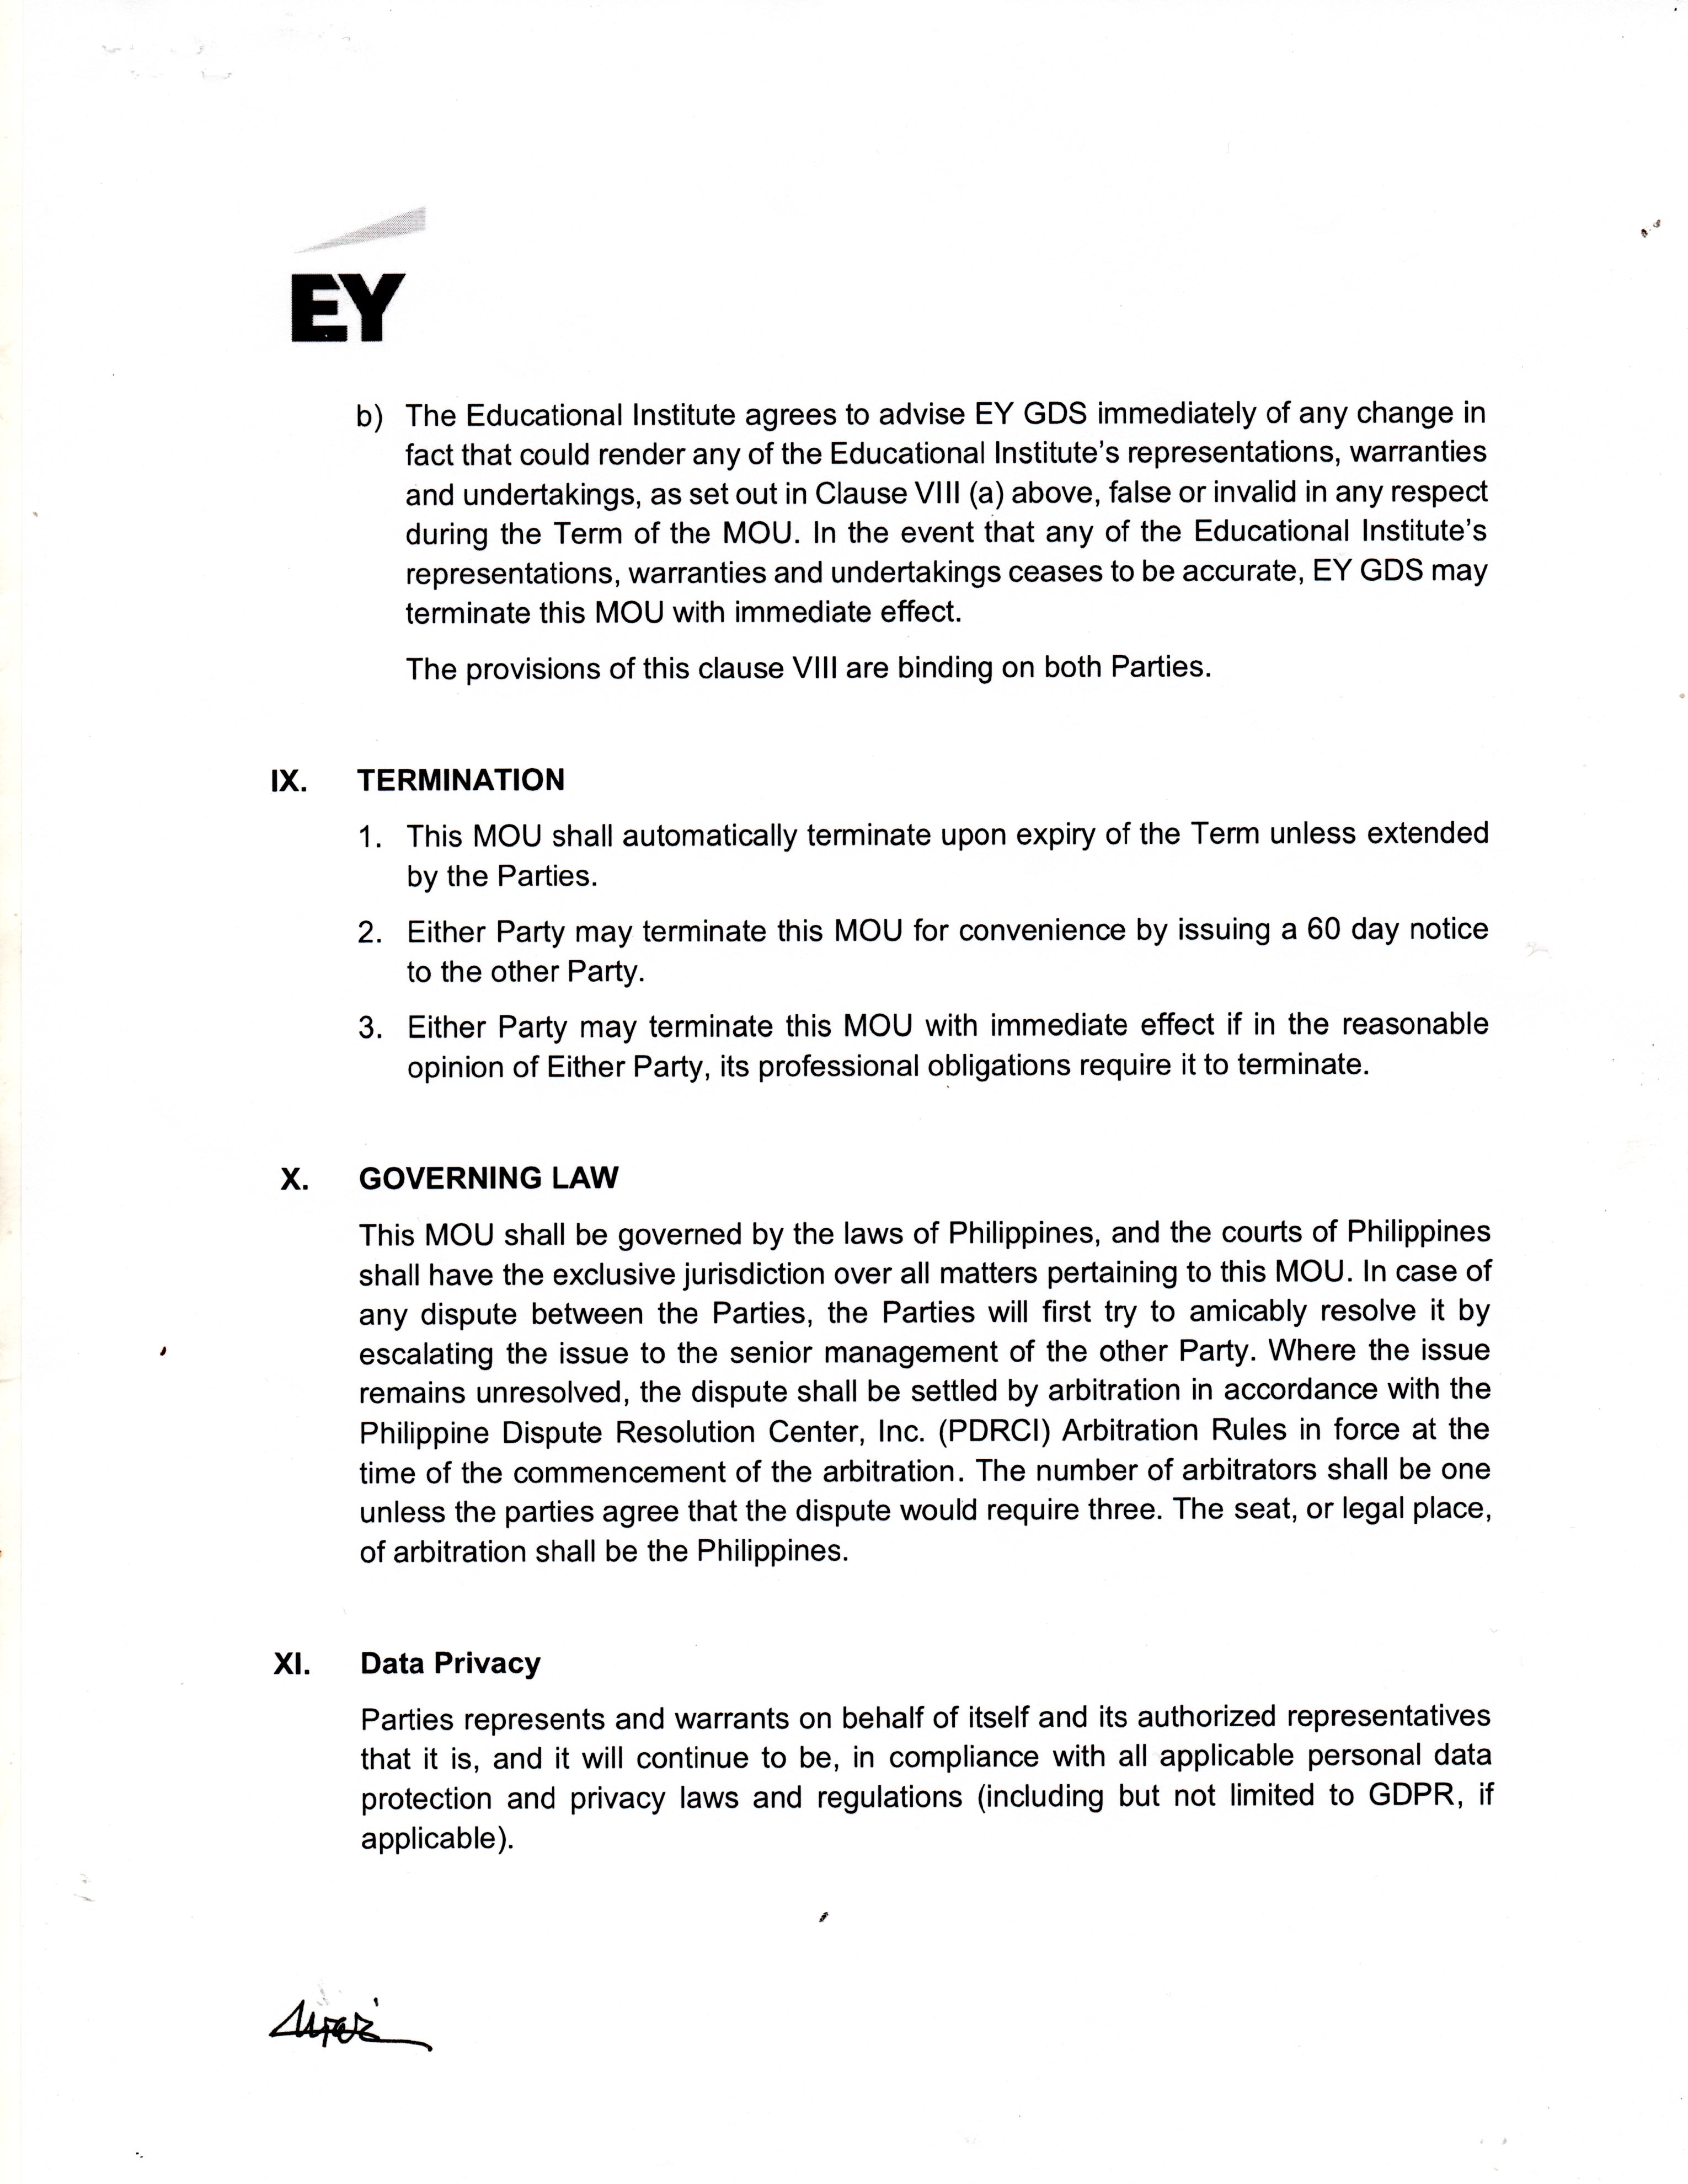 EY
b) The Educational Institute agrees to advise EY GDS immediately of any change in
fact that could render any of the Educational Institute's representations, warranties
and undertakings, as set out in Clause VIII (a) above, false or invalid in any respect
during the Term of the MOU. In the event that any of the Educational Institute's
representations, warranties and undertakings ceases to be accurate, EY GDS may
terminate this MOU with immediate effect.
The provisions of this clause VIII are binding on both Parties.
IX. TERMINATION
1. This MOU shall automatically terminate upon expiry of the Term unless extended
by the Parties.
2. Either Party may terminate this MOU for convenience by issuing a 60 day notice
to the other Party.
3. Either Party may terminate this MOU with immediate effect if in the reasonable
opinion of Either Party, its professional obligations require it to terminate.
X. GOVERNING LAW
This MOU shall be governed by the laws of Philippines, and the courts of Philippines
shall have the exclusive jurisdiction over all matters pertaining to this MOU. In case of
any dispute between the Parties, the Parties will first try to amicably resolve it by
escalating the issue to the senior management of the other Party. Where the issue
remains unresolved, the dispute shall be settled by arbitration in accordance with the
Philippine Dispute Resolution Center, Inc. (PDRCI) Arbitration Rules in force at the
time of the commencement of the arbitration. The number of arbitrators shall be one
unless the parties agree that the dispute would require three. The seat, or legal place,
of arbitration shall be the Philippines.
XI. Data Privacy
Parties represents and warrants on behalf of itself and its authorized representatives
that it is, and it will continue to be, in compliance with all applicable personal data
protection and privacy laws and regulations (including but not limited to GDPR, if
applicable).